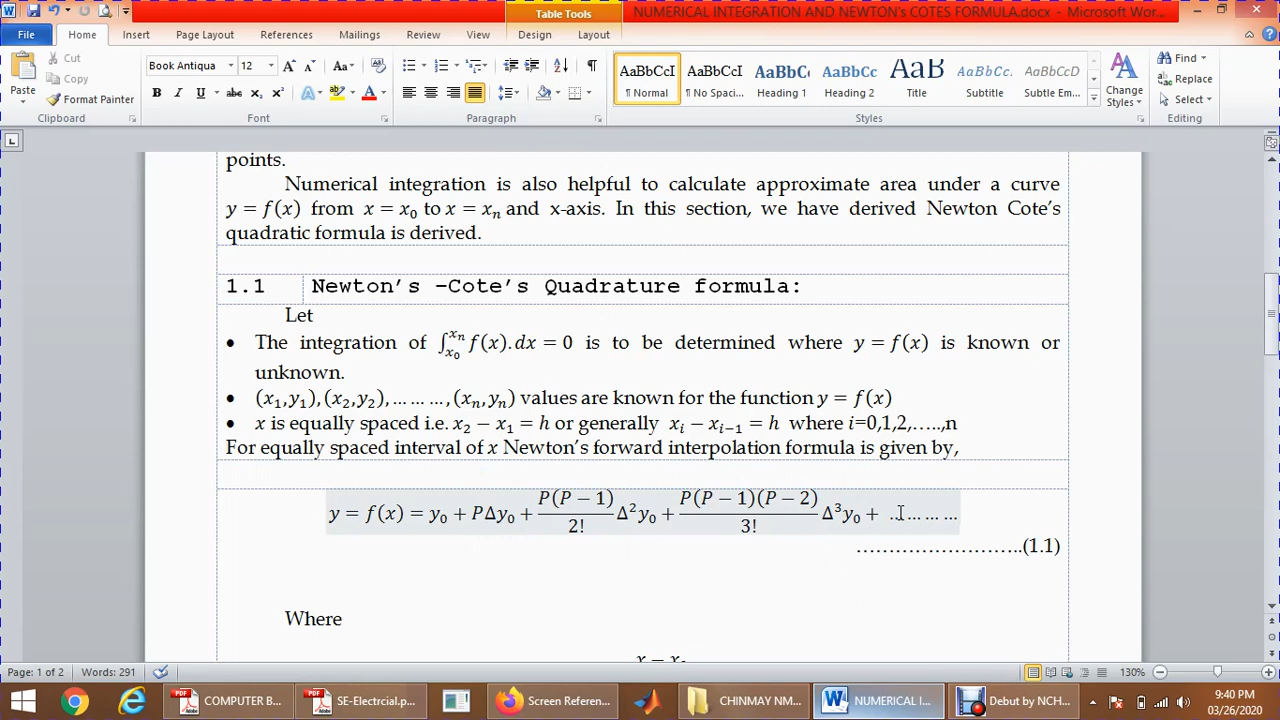 Table Tools
NUMERICAL INTEGRATION AND NEWTON's COTES FORMULA.docx - Microsoft Wor...
File Home Insert Page Layout References Mailings Review View Design Layout
Paste
Cut
Copy
Format Painter
Clipboard
Book Antiqua 12
Font
Paragraph
AaBbCcI AaBbCcI AaBbC AaBbCc AaB AaBbCcI AaBbCcD
¶ Normal ¶ No Spaci... Heading 1 Heading 2 Title Subtitle Subtle Em...
Styles
Change Styles
Find
Replace
Select
Editing
points.
Numerical integration is also helpful to calculate approximate area under a curve
y = f(x) from x = x₀ to x = xₙ and x-axis. In this section, we have derived Newton Cote's
quadratic formula is derived.
1.1 Newton's –Cote's Quadrature formula:
Let
• The integration of ∫_{x₀}^{xₙ} f(x).dx = 0 is to be determined where y = f(x) is known or
unknown.
• (x₁,y₁),(x₂,y₂),… … …,(xₙ,yₙ) values are known for the function y = f(x)
• x is equally spaced i.e. x₂ − x₁ = h or generally xᵢ − xᵢ₋₁ = h where i=0,1,2,…..,n
For equally spaced interval of x Newton's forward interpolation formula is given by,
y = f(x) = y₀ + PΔy₀ + P(P − 1)/2! Δ²y₀ + P(P − 1)(P − 2)/3! Δ³y₀ + … … … …
……………………..(1.1)
Where
Page: 1 of 2 Words: 291 130%
COMPUTER B... SE-Electrcial.p... Screen Referenc... CHINMAY NM... NUMERICAL I... Debut by NCH...
9:40 PM
03/26/2020